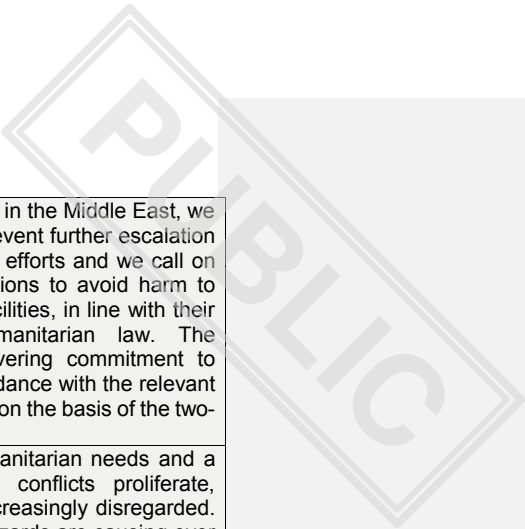 in the Middle East, we
event further escalation
efforts and we call on
ions to avoid harm to
cilities, in line with their
manitarian law. The
vering commitment to
dance with the relevant
on the basis of the two-
anitarian needs and a
conflicts proliferate,
creasingly disregarded.
PUBLIC